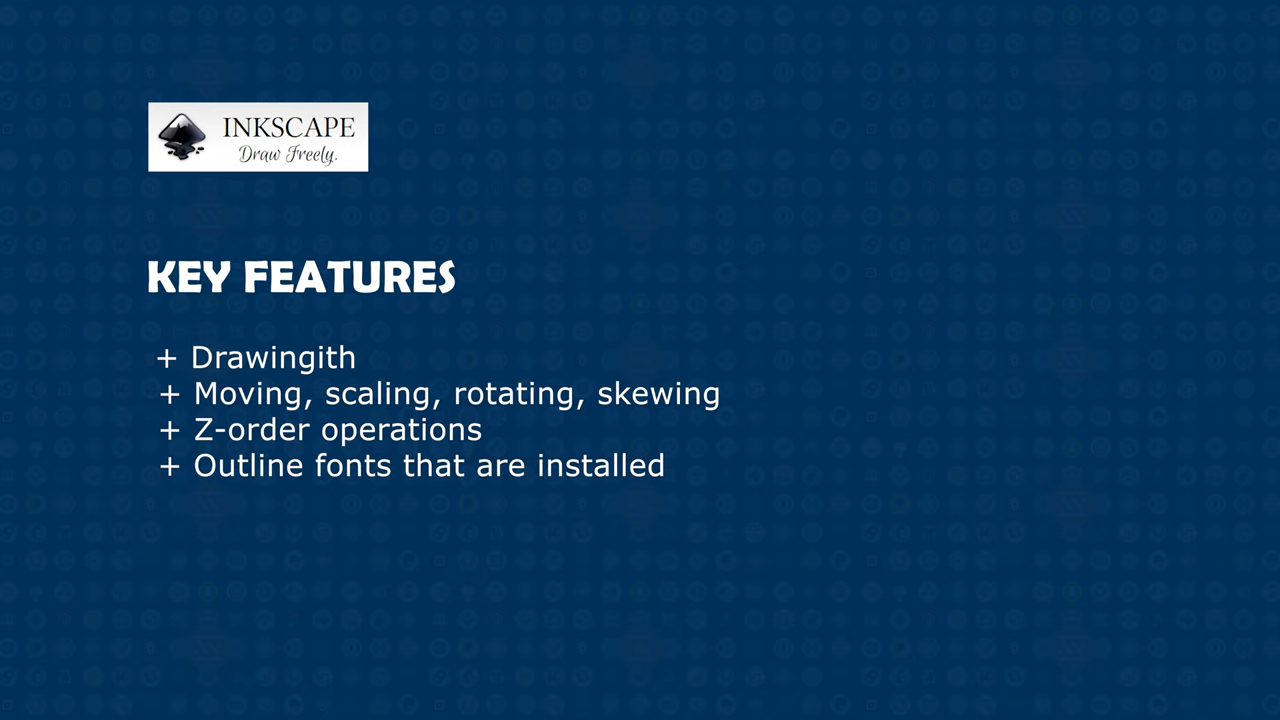 INKSCAPE
Draw Freely.
KEY FEATURES
+ Drawingith
+ Moving, scaling, rotating, skewing
+ Z-order operations
+ Outline fonts that are installed